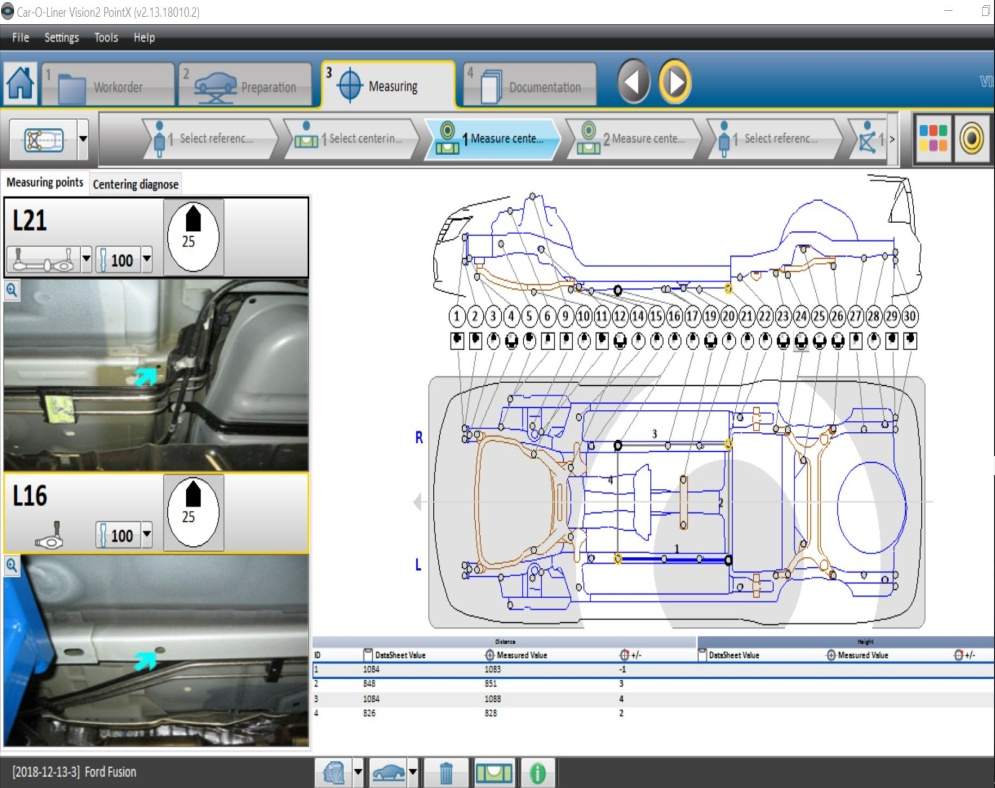 Car-O-Liner Vision2 PointX (v2.13.18010.2)
File Settings Tools Help
1 Workorder
2 Preparation
3 Measuring
4 Documentation
1 Select referenc...
1 Select centerin...
1 Measure cente...
2 Measure cente...
1 Select referenc...
1
Measuring points Centering diagnose
L21
25
100
L16
25
100
1 2 3 4 5 6 9 10 11 12 14 15 16 17 19 20 21 22 23 24 25 26 27 28 29 30
R
3
4
2
1
L
Distance Height
ID DataSheet Value Measured Value +/- DataSheet Value Measured Value +/-
1 1084 1083 -1
2 848 851 3
3 1084 1088 4
4 826 828 2
[2018-12-13-3] Ford Fusion